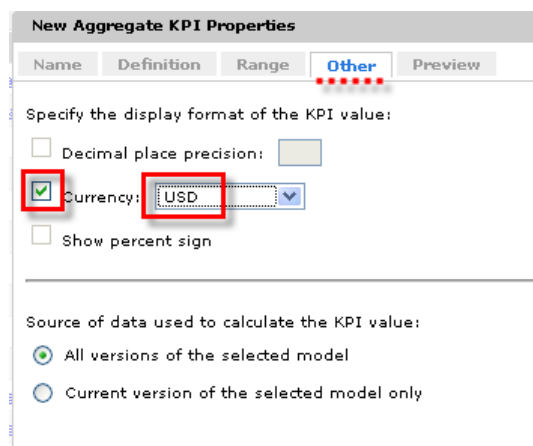 New Aggregate KPI Properties
Name Definition Range Other Preview
Specify the display format of the KPI value:
Decimal place precision:
Currency: USD
Show percent sign
Source of data used to calculate the KPI value:
All versions of the selected model
Current version of the selected model only